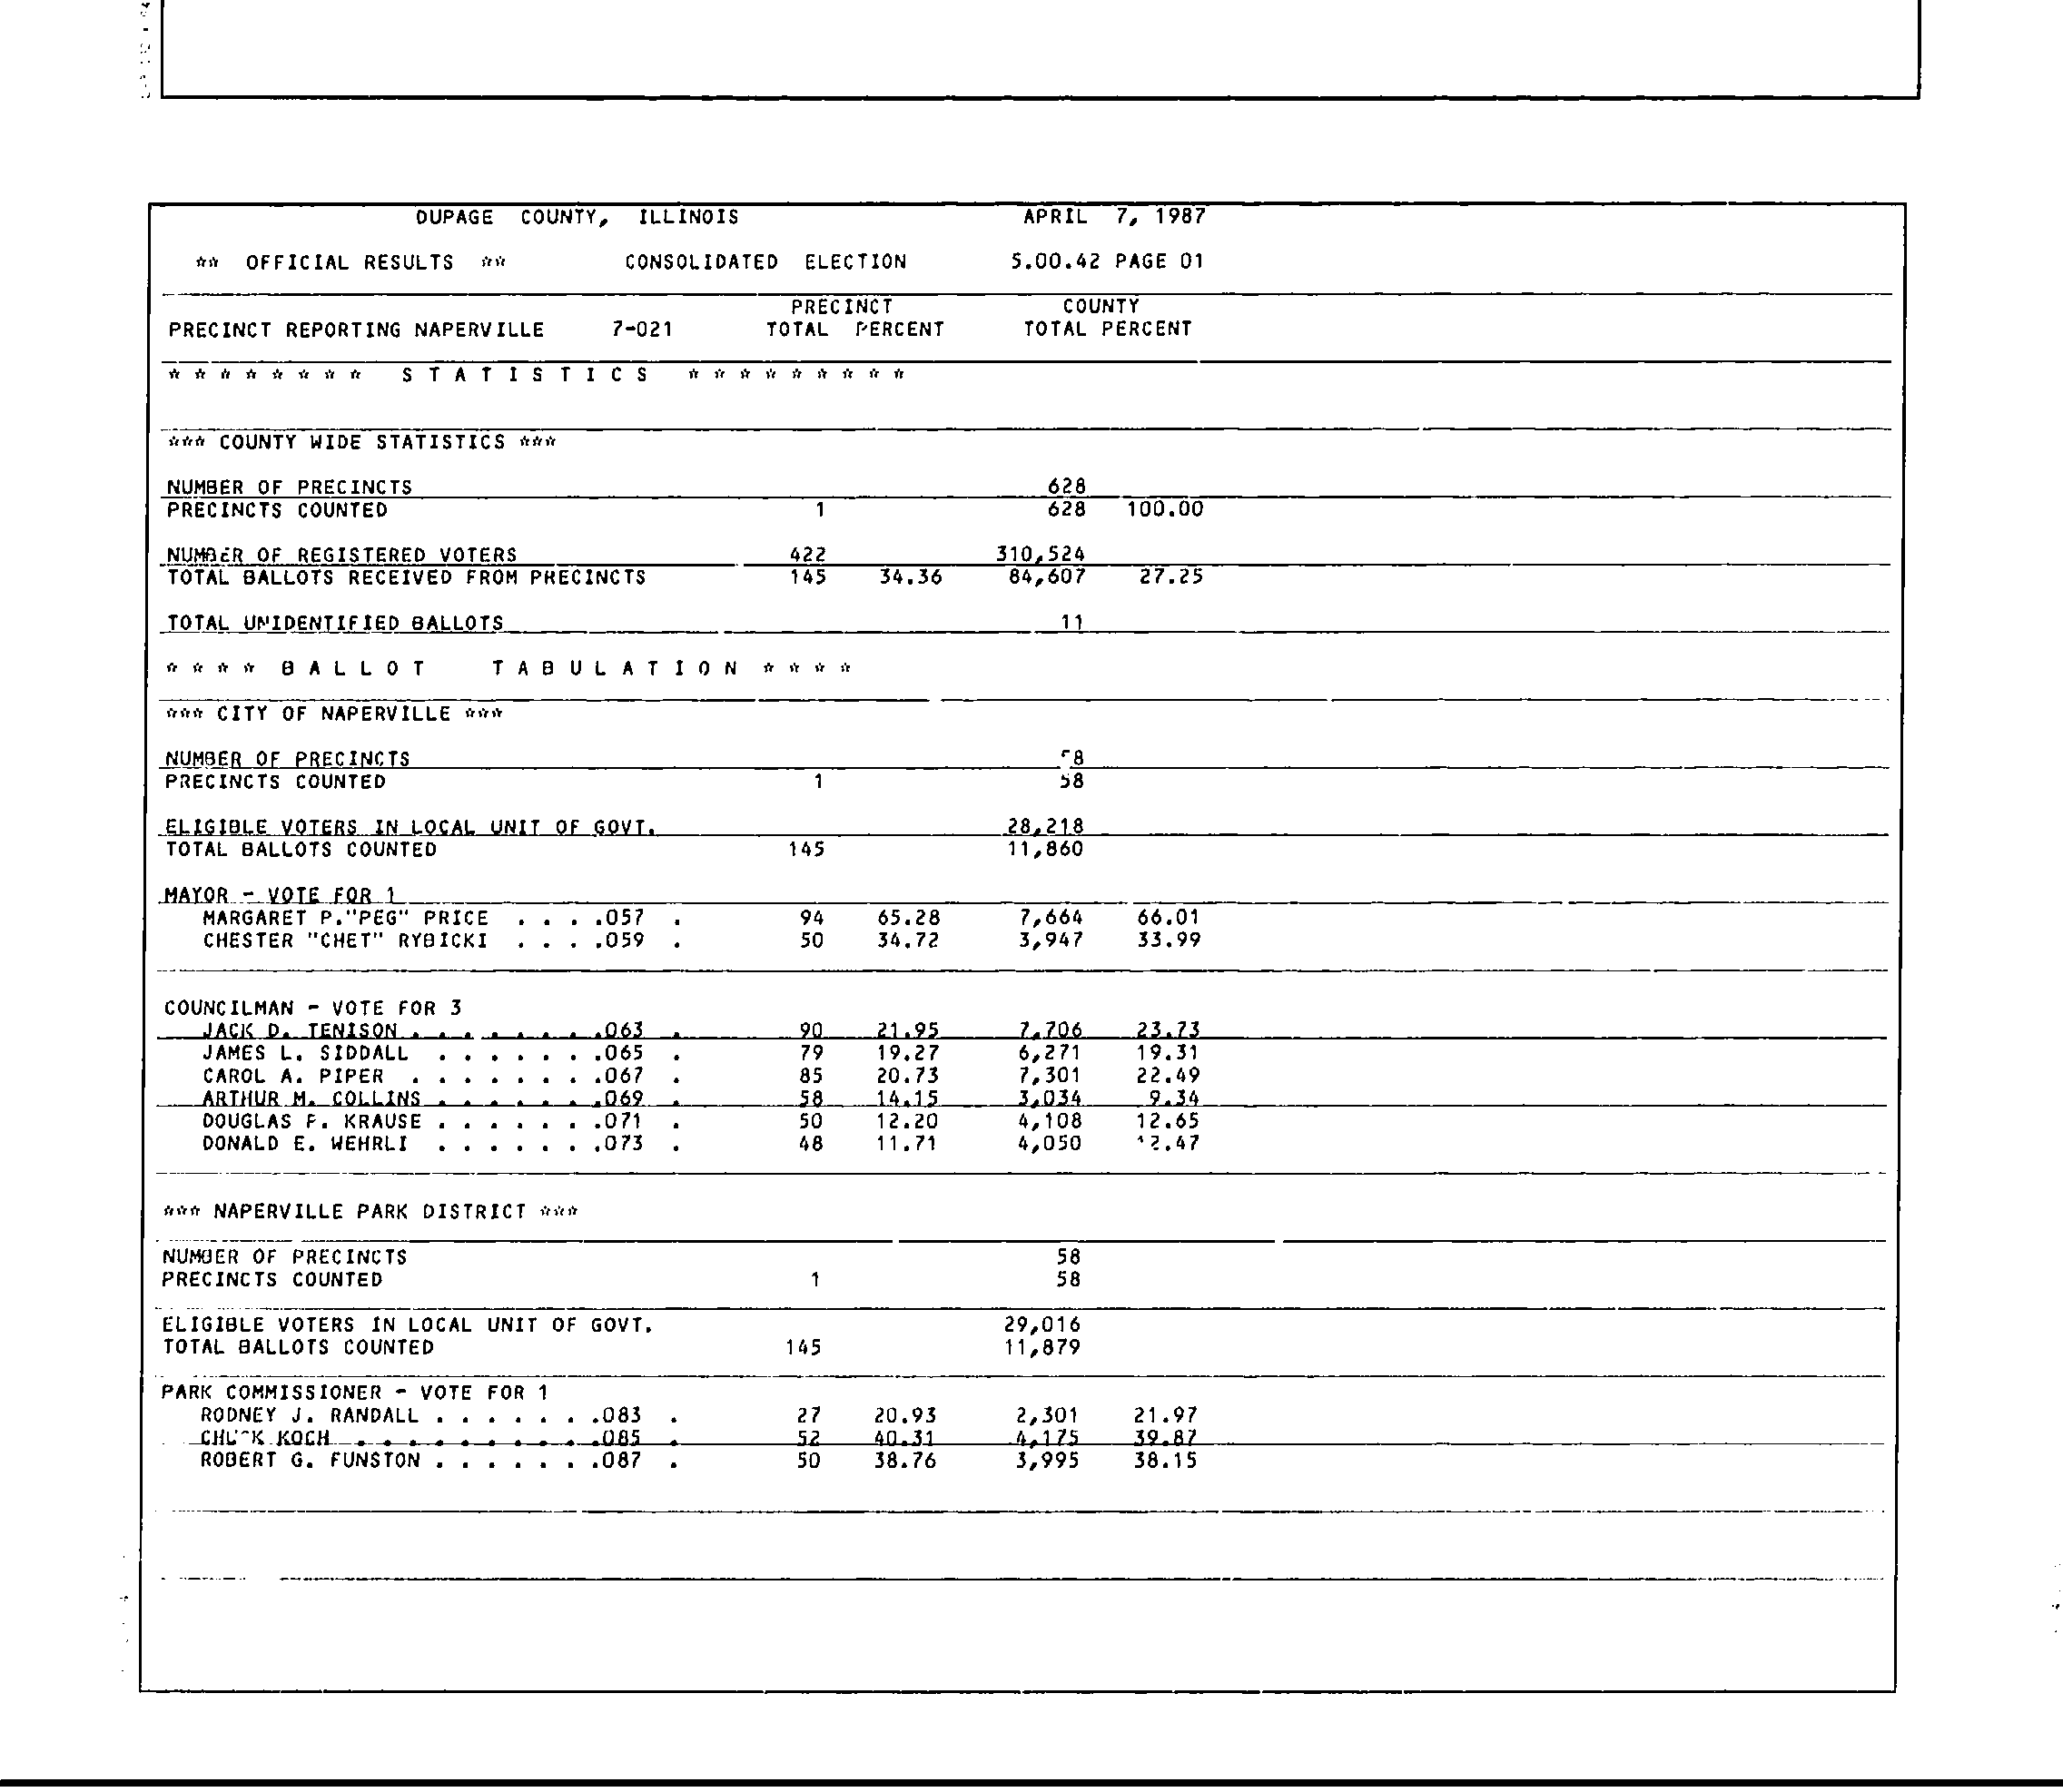 DUPAGE COUNTY, ILLINOIS APRIL 7, 1987
** OFFICIAL RESULTS ** CONSOLIDATED ELECTION 5.00.42 PAGE 01
PRECINCT COUNTY
PRECINCT REPORTING NAPERVILLE 7-021 TOTAL PERCENT TOTAL PERCENT
* * * * * * * * S T A T I S T I C S * * * * * * * * *
*** COUNTY WIDE STATISTICS ***
NUMBER OF PRECINCTS 628
PRECINCTS COUNTED 1 628 100.00
NUMBER OF REGISTERED VOTERS 422 310,524
TOTAL BALLOTS RECEIVED FROM PRECINCTS 145 34.36 84,607 27.25
TOTAL UNIDENTIFIED BALLOTS 11
* * * * B A L L O T T A B U L A T I O N * * * *
*** CITY OF NAPERVILLE ***
NUMBER OF PRECINCTS 58
PRECINCTS COUNTED 1 58
ELIGIBLE VOTERS IN LOCAL UNIT OF GOVT. 28,218
TOTAL BALLOTS COUNTED 145 11,860
MAYOR - VOTE FOR 1
MARGARET P."PEG" PRICE . . . .057 . 94 65.28 7,664 66.01
CHESTER "CHET" RYBICKI . . . .059 . 50 34.72 3,947 33.99
COUNCILMAN - VOTE FOR 3
JACK D. TENISON . . . . . . . .063 . 90 21.95 7,706 23.73
JAMES L. SIDDALL . . . . . . .065 . 79 19.27 6,271 19.31
CAROL A. PIPER . . . . . . . .067 . 85 20.73 7,301 22.49
ARTHUR M. COLLINS . . . . . . .069 . 58 14.15 3,034 9.34
DOUGLAS F. KRAUSE . . . . . . .071 . 50 12.20 4,108 12.65
DONALD E. WEHRLI . . . . . . .073 . 48 11.71 4,050 12.47
*** NAPERVILLE PARK DISTRICT ***
NUMBER OF PRECINCTS 58
PRECINCTS COUNTED 1 58
ELIGIBLE VOTERS IN LOCAL UNIT OF GOVT. 29,016
TOTAL BALLOTS COUNTED 145 11,879
PARK COMMISSIONER - VOTE FOR 1
RODNEY J. RANDALL . . . . . . .083 . 27 20.93 2,301 21.97
CHUCK KOCH . . . . . . . . . .085 . 52 40.31 4,175 39.87
ROBERT G. FUNSTON . . . . . . .087 . 50 38.76 3,995 38.15